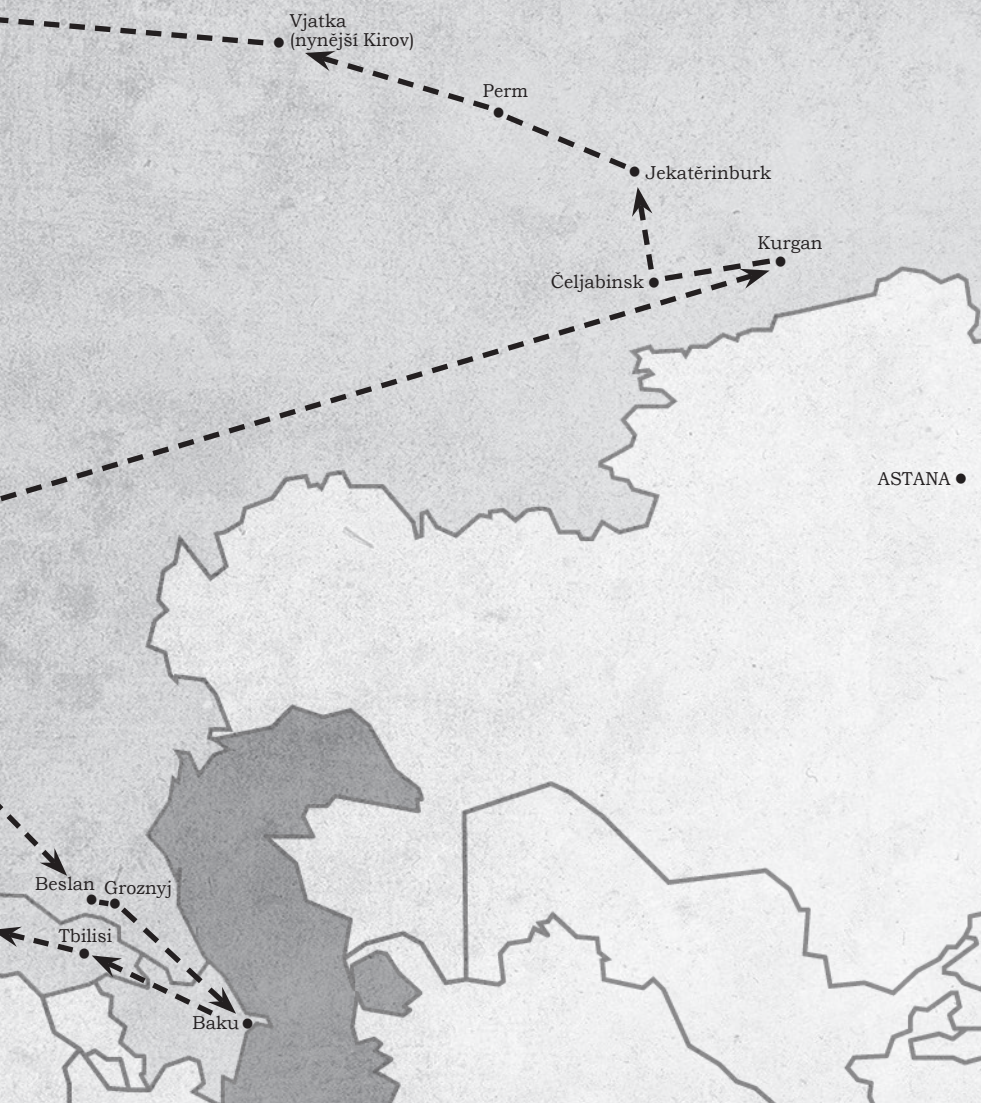 Vjatka
(nynější Kirov)
Perm
Jekatěrinburk
Kurgan
Čeljabinsk
ASTANA
Beslan
Groznyj
Tbilisi
Baku